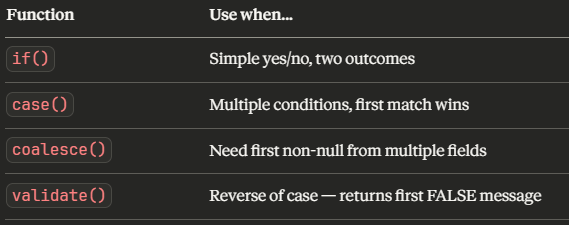 Function Use when...
if() Simple yes/no, two outcomes
case() Multiple conditions, first match wins
coalesce() Need first non-null from multiple fields
validate() Reverse of case — returns first FALSE message